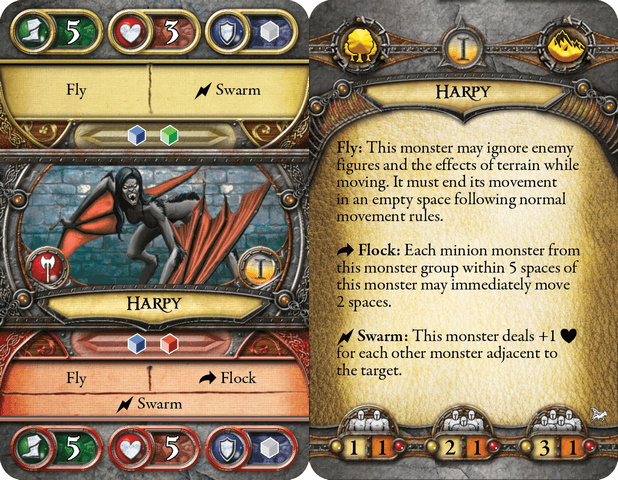 5 3
Fly Swarm
I
HARPY
Fly Flock
Swarm
5 5
I
HARPY
Fly: This monster may ignore enemy
figures and the effects of terrain while
moving. It must end its movement
in an empty space following normal
movement rules.
Flock: Each minion monster from
this monster group within 5 spaces of
this monster may immediately move
2 spaces.
Swarm: This monster deals +1
for each other monster adjacent to
the target.
1 1 2 1 3 1